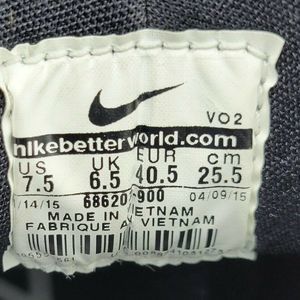 VO2
nikebetterworld.com
US UK EUR cm
7.5 6.5 40.5 25.5
/14/15 68620 900 04/09/15
MADE IN VIETNAM
FABRIQUE AU VIETNAM